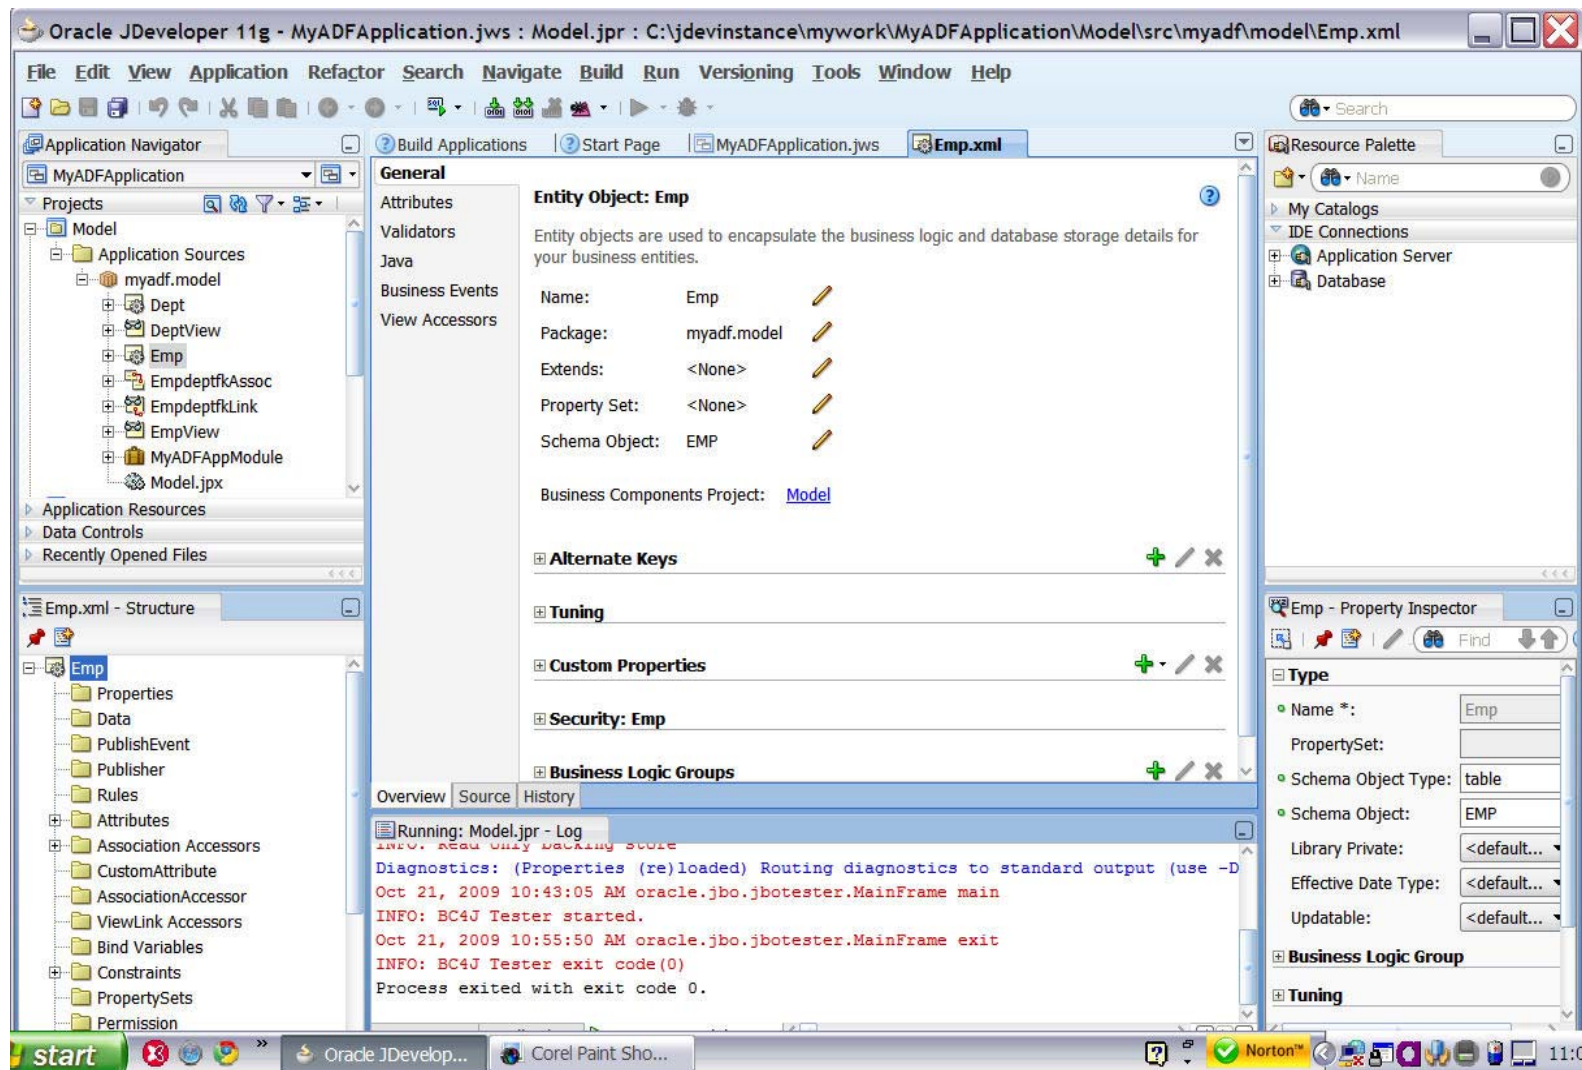 Oracle JDeveloper 11g - MyADFApplication.jws : Model.jpr : C:\jdevinstance\mywork\MyADFApplication\Model\src\myadf\model\Emp.xml
File Edit View Application Refactor Search Navigate Build Run Versioning Tools Window Help
Search
Application Navigator
MyADFApplication
Projects
Model
Application Sources
myadf.model
Dept
DeptView
Emp
EmpdeptfkAssoc
EmpdeptfkLink
EmpView
MyADFAppModule
Model.jpx
Application Resources
Data Controls
Recently Opened Files
Emp.xml - Structure
Emp
Properties
Data
PublishEvent
Publisher
Rules
Attributes
Association Accessors
CustomAttribute
AssociationAccessor
ViewLink Accessors
Bind Variables
Constraints
PropertySets
Permission
Build Applications Start Page MyADFApplication.jws Emp.xml
General
Attributes
Validators
Java
Business Events
View Accessors
Entity Object: Emp
Entity objects are used to encapsulate the business logic and database storage details for
your business entities.
Name: Emp
Package: myadf.model
Extends: <None>
Property Set: <None>
Schema Object: EMP
Business Components Project: Model
Alternate Keys
Tuning
Custom Properties
Security: Emp
Business Logic Groups
Overview Source History
Running: Model.jpr - Log
INFO: Read only backing store
Diagnostics: (Properties (re)loaded) Routing diagnostics to standard output (use -D
Oct 21, 2009 10:43:05 AM oracle.jbo.jbotester.MainFrame main
INFO: BC4J Tester started.
Oct 21, 2009 10:55:50 AM oracle.jbo.jbotester.MainFrame exit
INFO: BC4J Tester exit code(0)
Process exited with exit code 0.
Resource Palette
Name
My Catalogs
IDE Connections
Application Server
Database
Emp - Property Inspector
Find
Type
Name *: Emp
PropertySet:
Schema Object Type: table
Schema Object: EMP
Library Private: <default...
Effective Date Type: <default...
Updatable: <default...
Business Logic Group
Tuning
start Oracle JDevelop... Corel Paint Sho... Norton™ 11:0